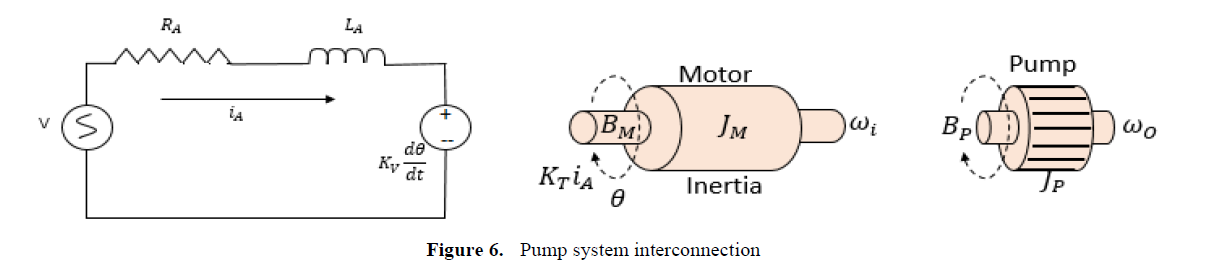 R_A
L_A
V
i_A
+
--
K_V dθ/dt
Motor
B_M
J_M
ω_i
K_T i_A
θ
Inertia
Pump
B_P
ω_O
J_P
Figure 6. Pump system interconnection